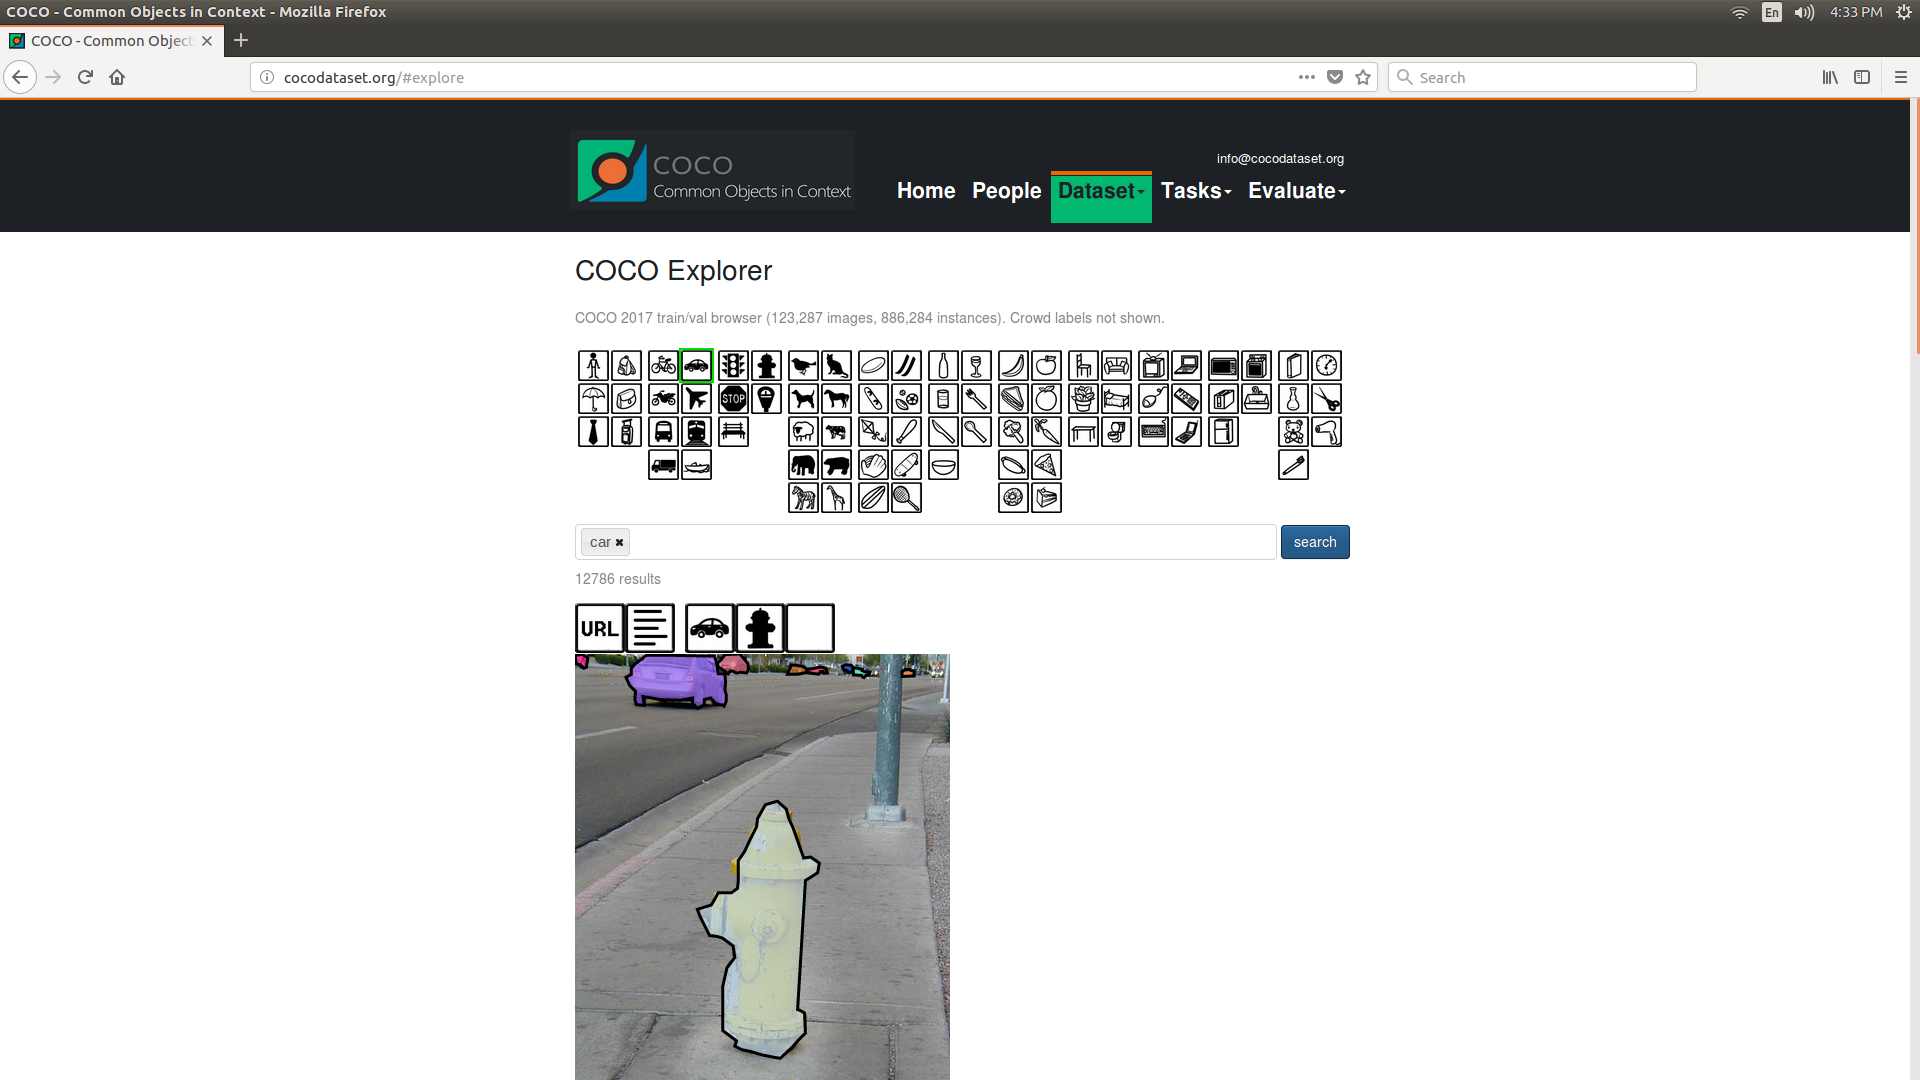 COCO - Common Objects in Context - Mozilla Firefox
En
4:33 PM
COCO - Common Object
cocodataset.org/#explore
Search
COCO
Common Objects in Context
info@cocodataset.org
Home
People
Dataset
Tasks
Evaluate
COCO Explorer
COCO 2017 train/val browser (123,287 images, 886,284 instances). Crowd labels not shown.
STOP
car
search
12786 results
URL